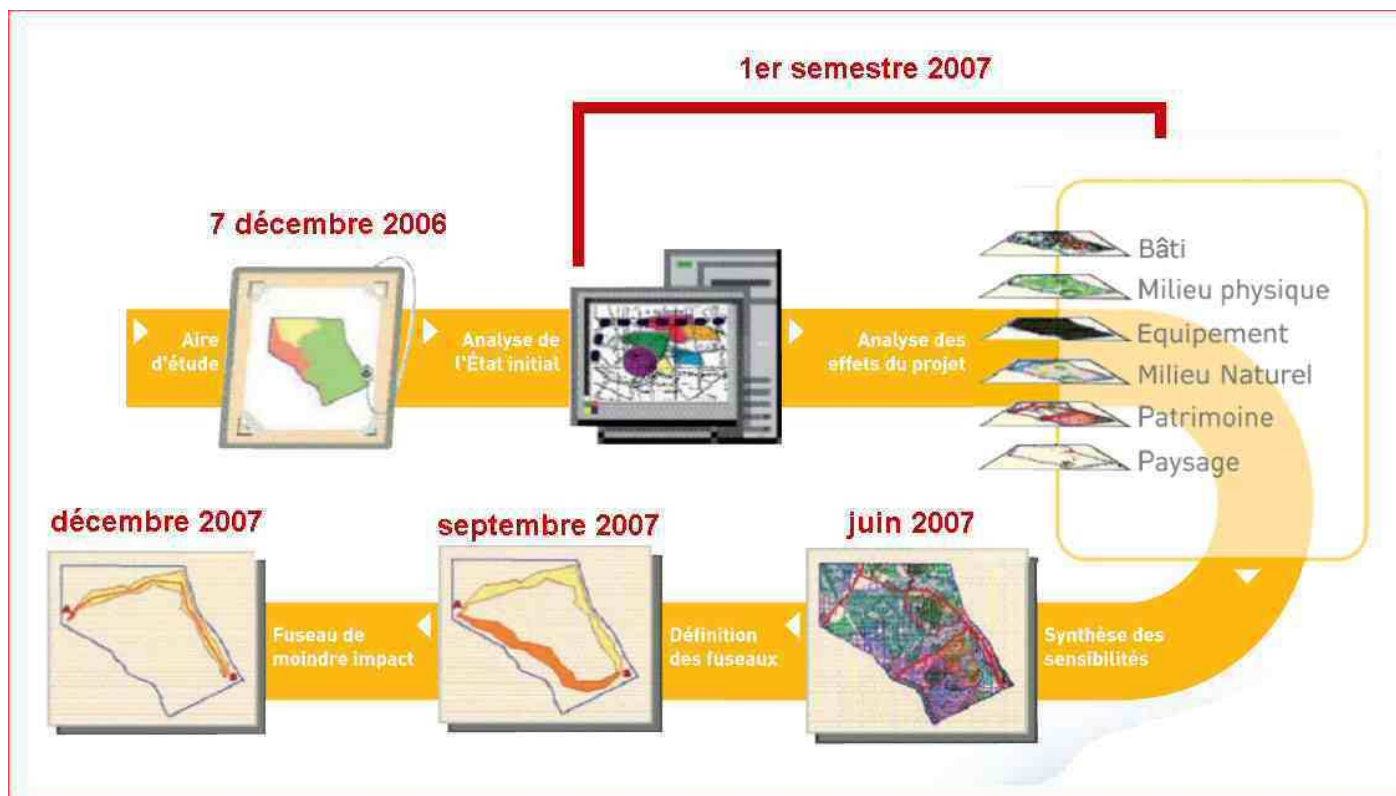 1er semestre 2007
7 décembre 2006
Aire
d'étude
Analyse de
l'État initial
Analyse des
effets du projet
Bâti
Milieu physique
Equipement
Milieu Naturel
Patrimoine
Paysage
décembre 2007
septembre 2007
juin 2007
Fuseau de
moindre impact
Définition
des fuseaux
Synthèse des
sensibilités